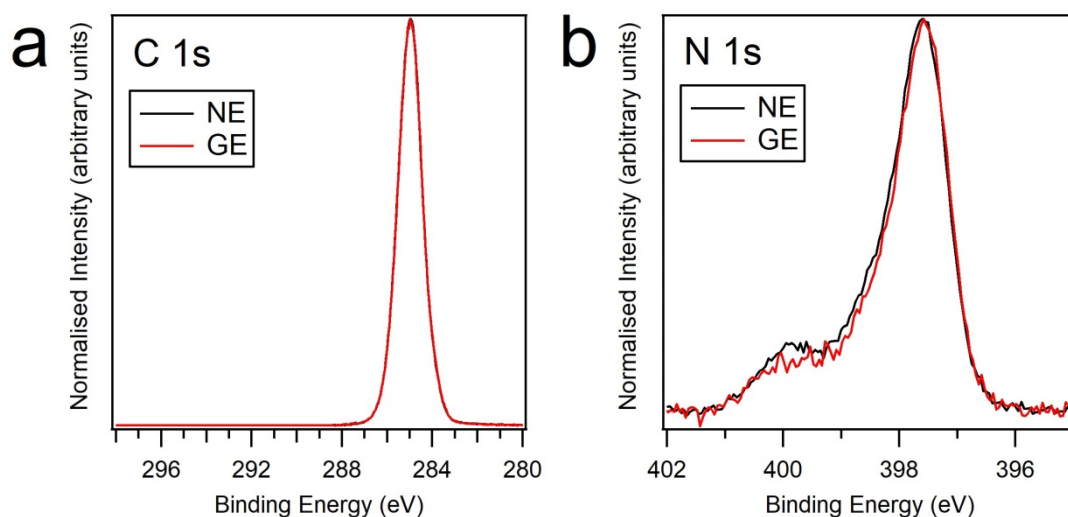 a
C 1s
NE
GE
Normalised Intensity (arbitrary units)
296 292 288 284 280
Binding Energy (eV)
b
N 1s
NE
GE
Normalised Intensity (arbitrary units)
402 400 398 396
Binding Energy (eV)